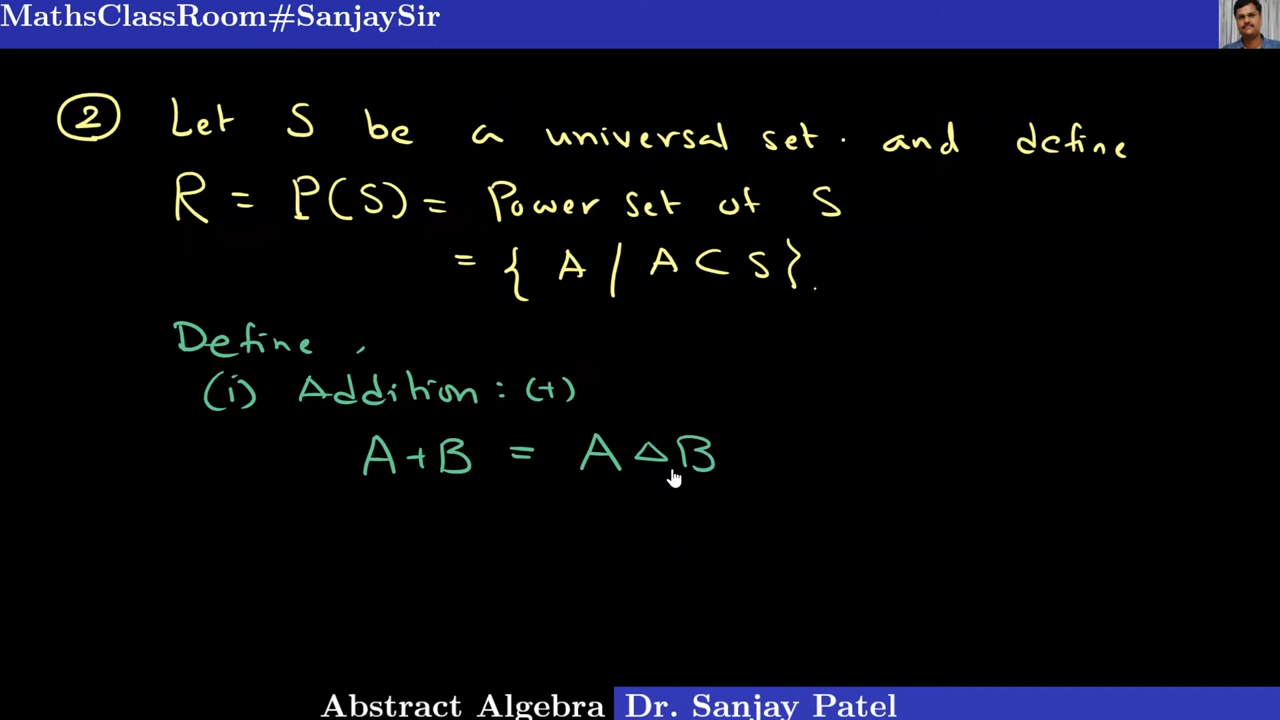 MathsClassRoom#SanjaySir
② Let S be a universal set. and define
R = P(S) = Power set of S
= { A / A ⊂ S}.
Define,
(i) Addition : (+)
A+B = A △ B
Abstract Algebra Dr. Sanjay Patel